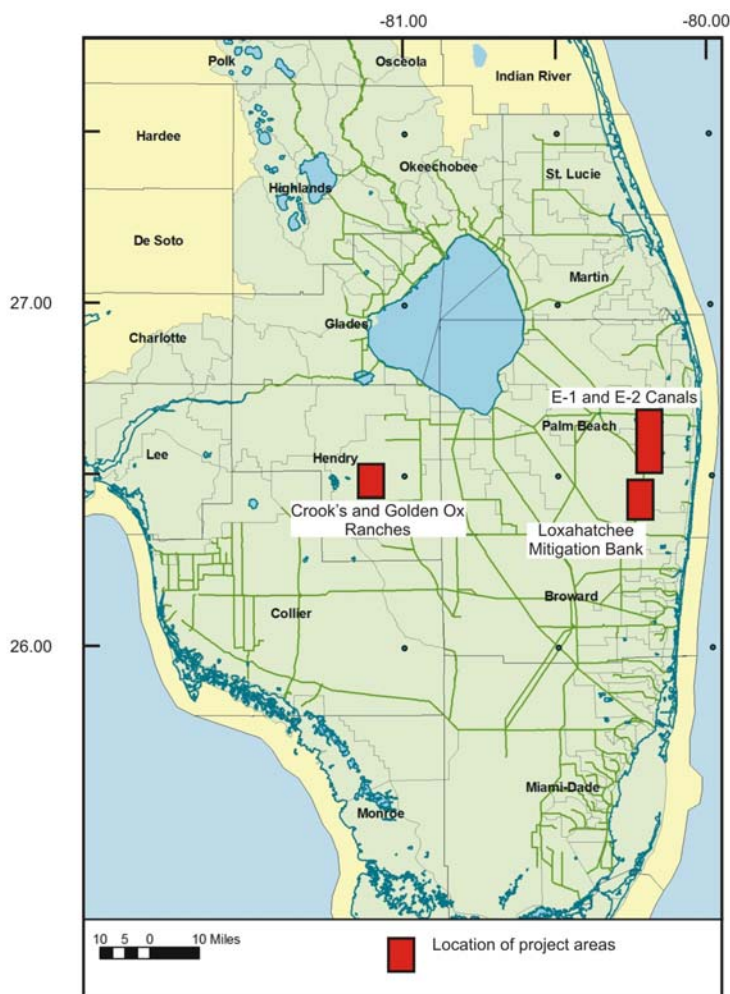 -81.00
-80.00
Polk
Osceola
Indian River
Hardee
Okeechobee
St. Lucie
Highlands
De Soto
Martin
27.00
Glades
Charlotte
E-1 and E-2 Canals
Palm Beach
Lee
Hendry
Crook's and Golden Ox
Ranches
Loxahatchee
Mitigation Bank
Broward
Collier
26.00
Miami-Dade
Monroe
10 5 0 10 Miles
Location of project areas